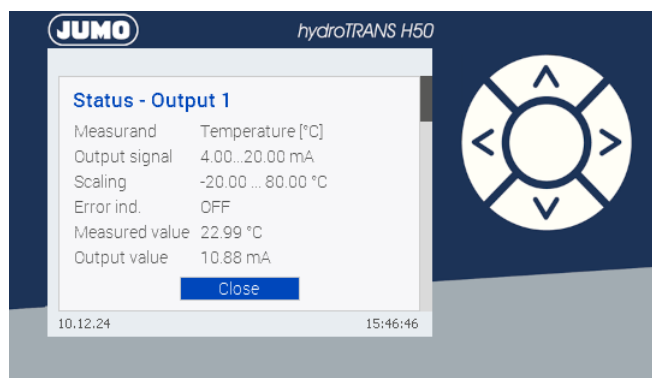 JUMO hydroTRANS H50
Status - Output 1
Measurand Temperature [°C]
Output signal 4.00...20.00 mA
Scaling -20.00 ... 80.00 °C
Error ind. OFF
Measured value 22.99 °C
Output value 10.88 mA
Close
10.12.24 15:46:46